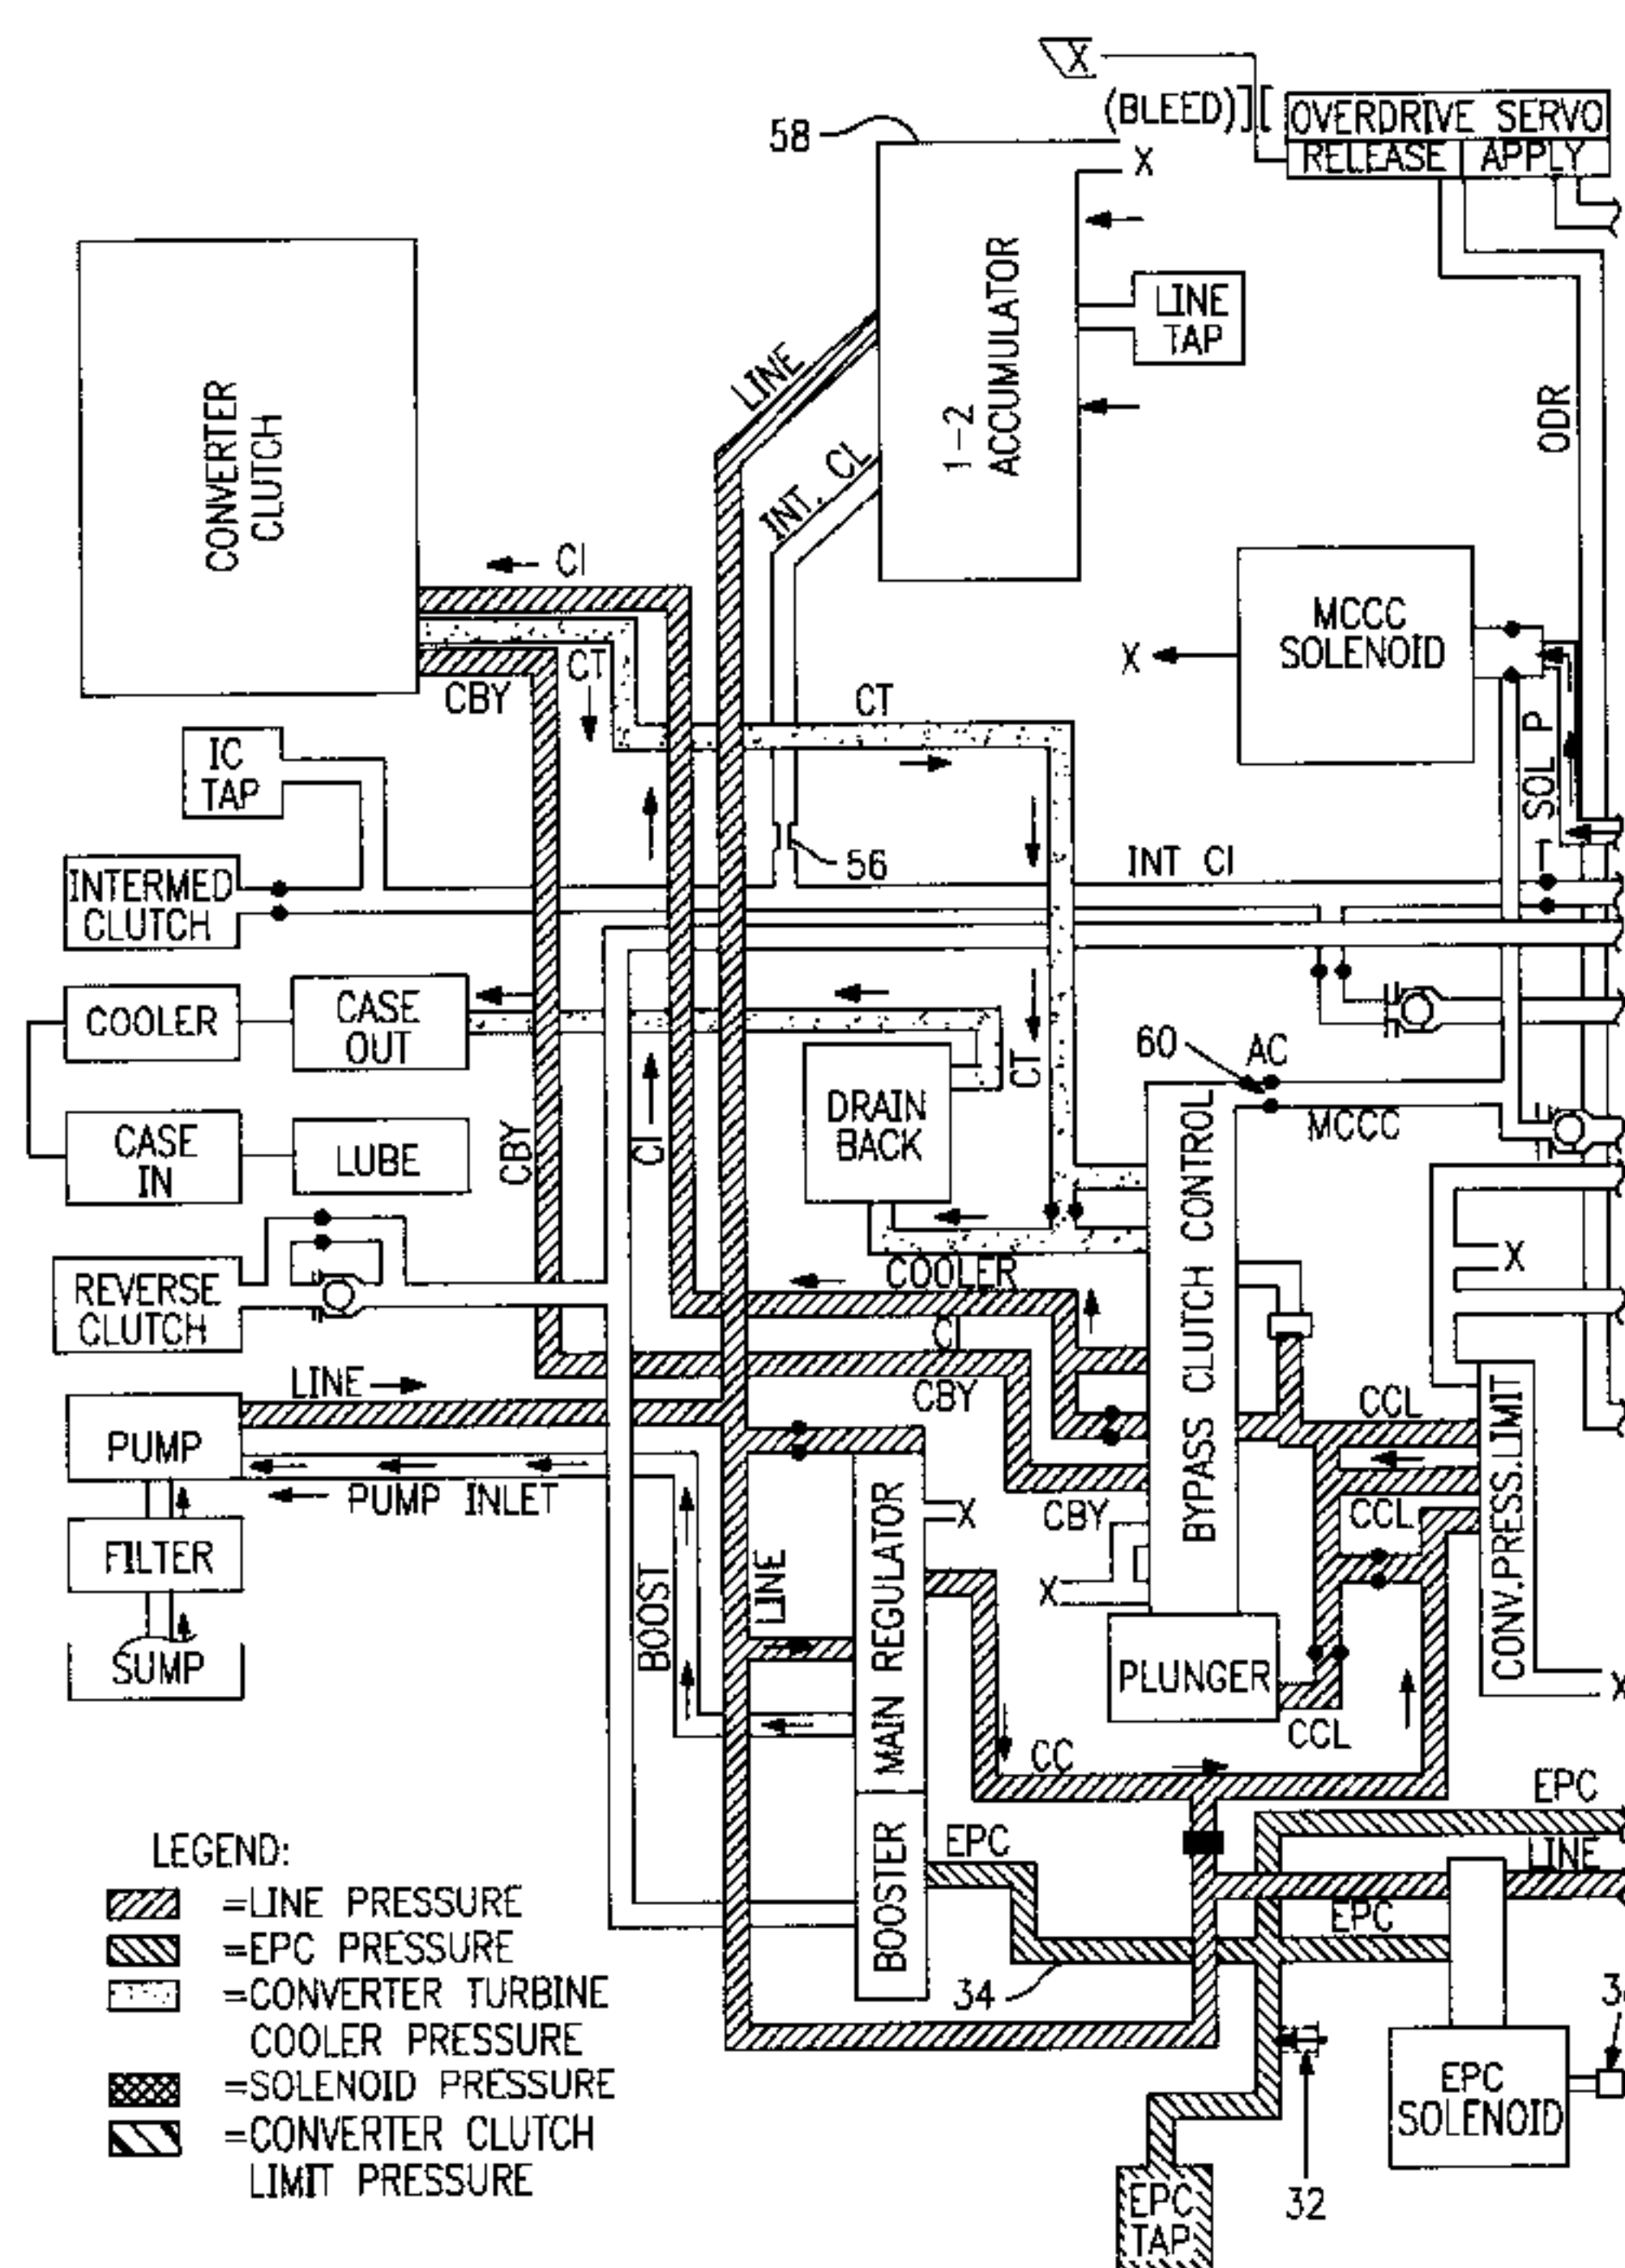 X
(BLEED)][
OVERDRIVE SERVO
RELEASE
APPLY
58
X
1-2
ACCUMULATOR
LINE
TAP
LINE
INT. CL
ODR
CONVERTER
CLUTCH
CI
CT
CBY
MCCC
SOLENOID
X
SOL P
CT
IC
TAP
56
INT CI
INTERMED
CLUTCH
COOLER
CASE
OUT
CASE
IN
LUBE
CBY
CI
CT
DRAIN
BACK
60
AC
MCCC
BYPASS CLUTCH CONTROL
X
COOLER
CI
CBY
REVERSE
CLUTCH
LINE
PUMP
PUMP INLET
FILTER
SUMP
BOOST
LINE
MAIN REGULATOR
X
CBY
X
CCL
CCL
CONV.PRESS.LIMIT
PLUNGER
CCL
X
CC
EPC
LINE
EPC
BOOSTER
EPC
34
32
EPC
SOLENOID
EPC
TAP
LEGEND:
=LINE PRESSURE
=EPC PRESSURE
=CONVERTER TURBINE
COOLER PRESSURE
=SOLENOID PRESSURE
=CONVERTER CLUTCH
LIMIT PRESSURE